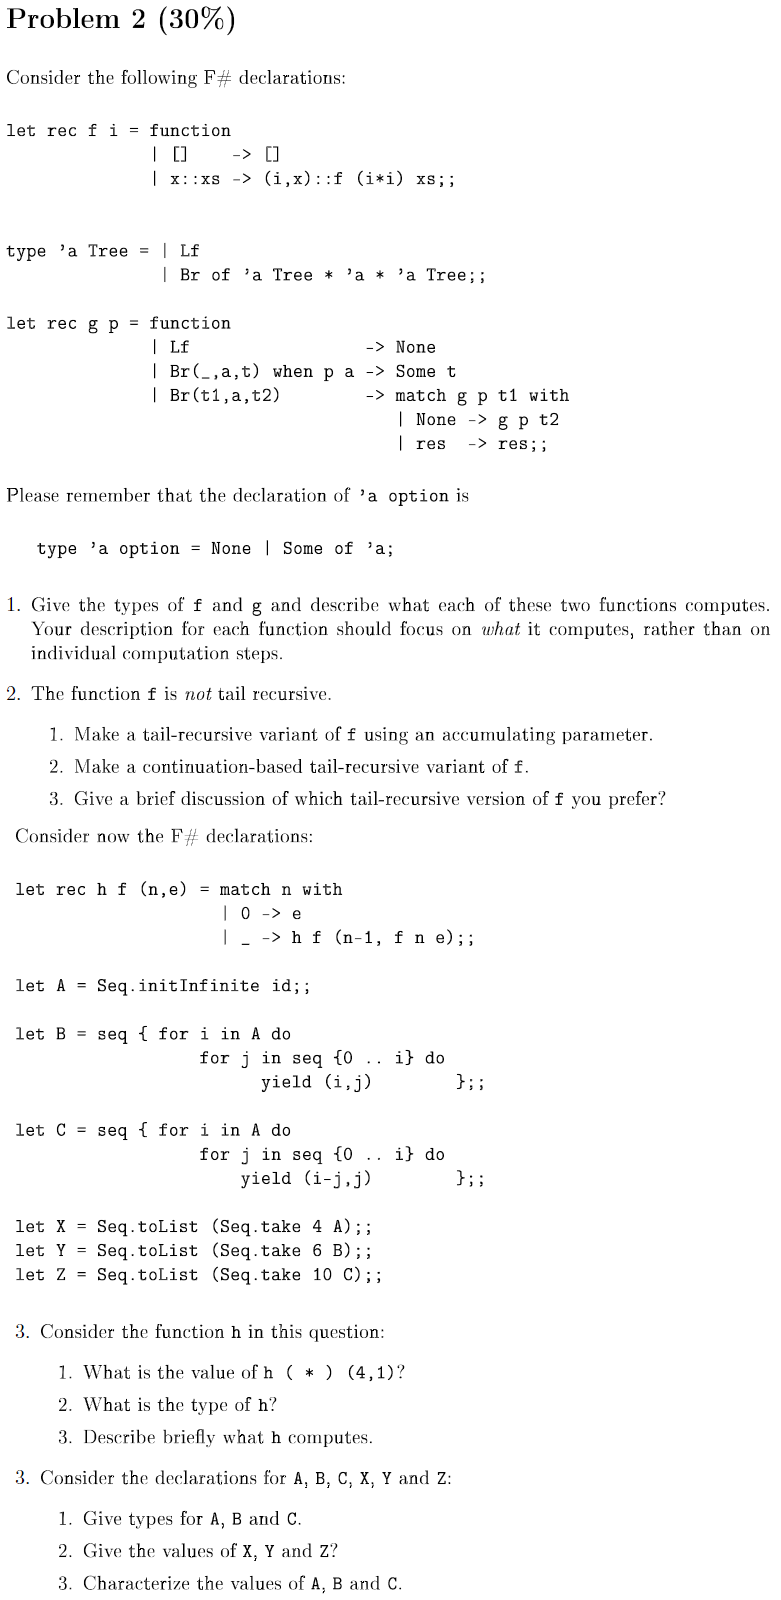 Problem 2 (30%)
Consider the following F# declarations:
let rec f i = function
              | []    -> []
              | x::xs -> (i,x)::f (i*i) xs;;
type 'a Tree = | Lf
               | Br of 'a Tree * 'a * 'a Tree;;
let rec g p = function
              | Lf                 -> None
              | Br(_,a,t) when p a -> Some t
              | Br(t1,a,t2)        -> match g p t1 with
                                      | None -> g p t2
                                      | res  -> res;;
Please remember that the declaration of 'a option is
type 'a option = None | Some of 'a;
1. Give the types of f and g and describe what each of these two functions computes.
Your description for each function should focus on what it computes, rather than on
individual computation steps.
2. The function f is not tail recursive.
1. Make a tail-recursive variant of f using an accumulating parameter.
2. Make a continuation-based tail-recursive variant of f.
3. Give a brief discussion of which tail-recursive version of f you prefer?
Consider now the F# declarations:
let rec h f (n,e) = match n with
                    | 0 -> e
                    | _ -> h f (n-1, f n e);;
let A = Seq.initInfinite id;;
let B = seq { for i in A do
                  for j in seq {0 .. i} do
                        yield (i,j)        };;
let C = seq { for i in A do
                  for j in seq {0 .. i} do
                      yield (i-j,j)        };;
let X = Seq.toList (Seq.take 4 A);;
let Y = Seq.toList (Seq.take 6 B);;
let Z = Seq.toList (Seq.take 10 C);;
3. Consider the function h in this question:
1. What is the value of h ( * ) (4,1)?
2. What is the type of h?
3. Describe briefly what h computes.
3. Consider the declarations for A, B, C, X, Y and Z:
1. Give types for A, B and C.
2. Give the values of X, Y and Z?
3. Characterize the values of A, B and C.